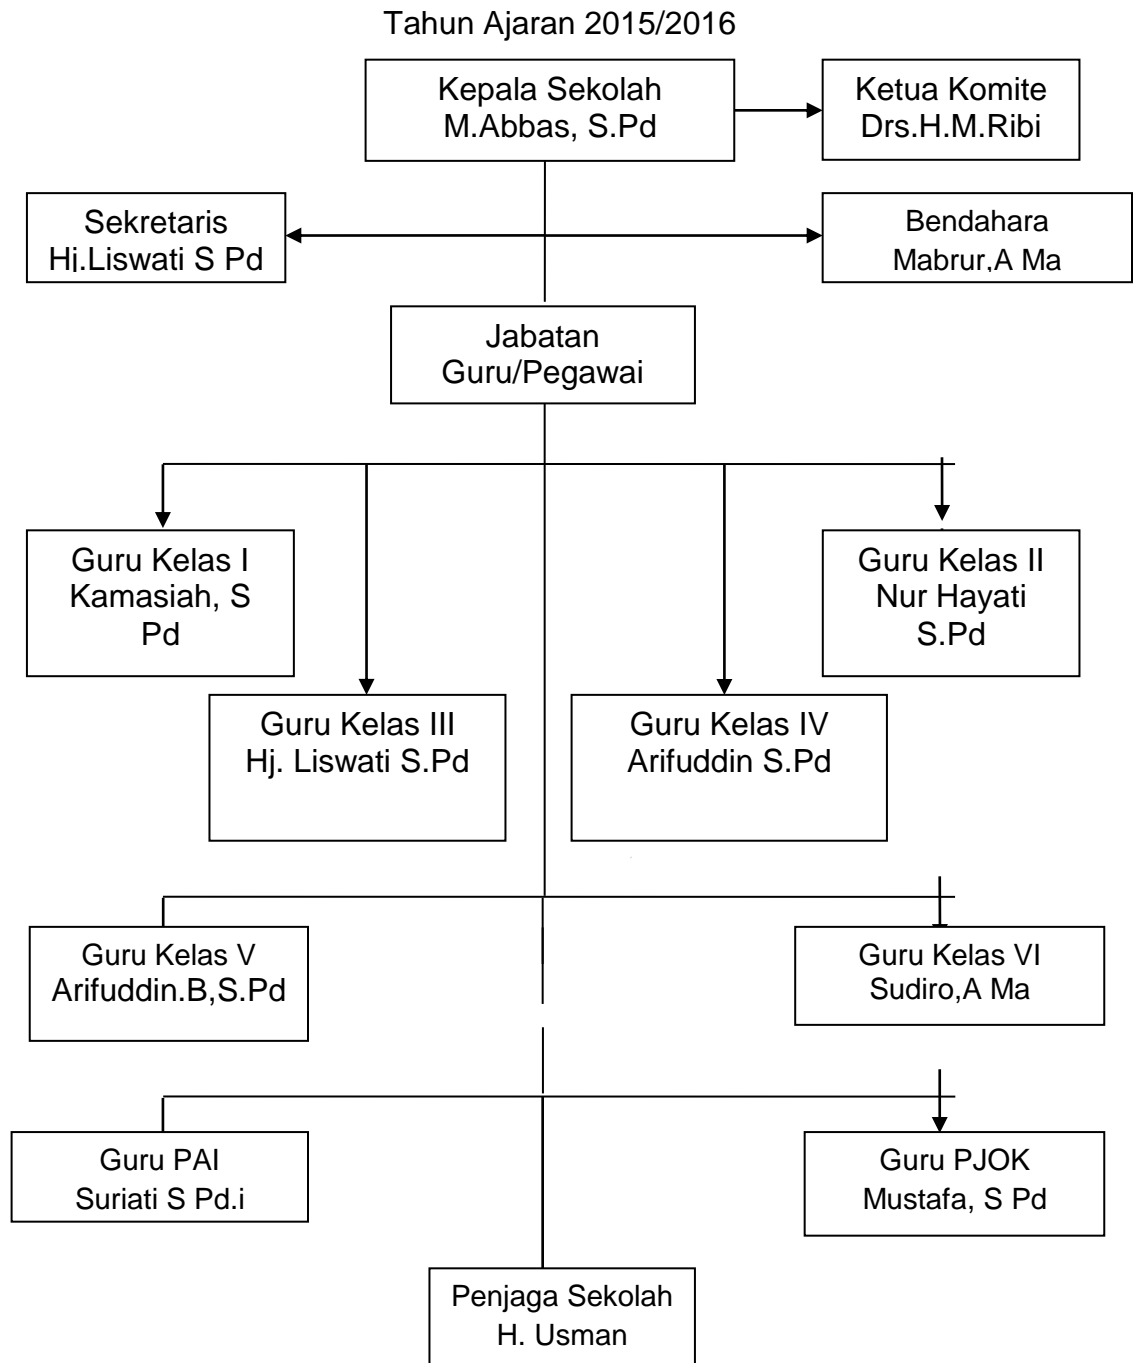 Tahun Ajaran 2015/2016
Kepala Sekolah
M.Abbas, S.Pd
Ketua Komite
Drs.H.M.Ribi
Sekretaris
Hj.Liswati S Pd
Bendahara
Mabrur,A Ma
Jabatan
Guru/Pegawai
Guru Kelas I
Kamasiah, S
Pd
Guru Kelas II
Nur Hayati
S.Pd
Guru Kelas III
Hj. Liswati S.Pd
Guru Kelas IV
Arifuddin S.Pd
Guru Kelas V
Arifuddin.B,S.Pd
Guru Kelas VI
Sudiro,A Ma
Guru PAI
Suriati S Pd.i
Guru PJOK
Mustafa, S Pd
Penjaga Sekolah
H. Usman